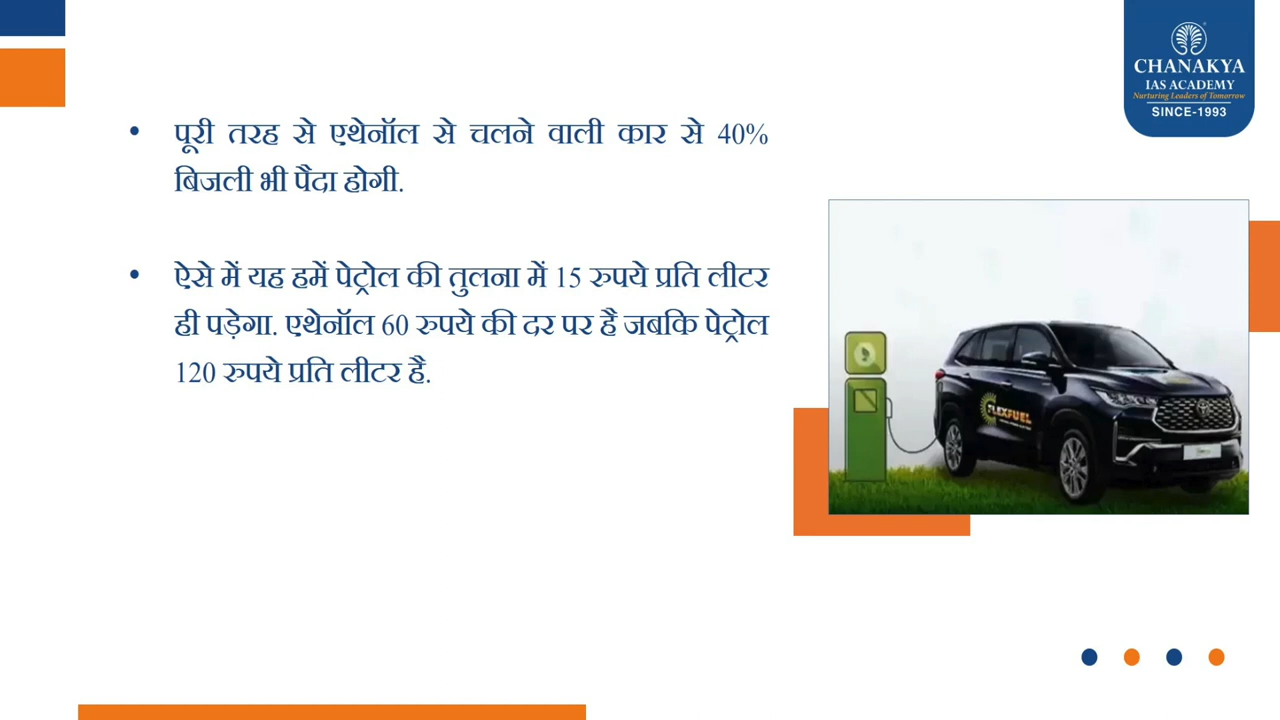 CHANAKYA
IAS ACADEMY
Nurturing Leaders of Tomorrow
SINCE-1993
• पूरी तरह से एथेनॉल से चलने वाली कार से 40%
बिजली भी पैदा होगी.
• ऐसे में यह हमें पेट्रोल की तुलना में 15 रुपये प्रति लीटर
ही पड़ेगा. एथेनॉल 60 रुपये की दर पर है जबकि पेट्रोल
120 रुपये प्रति लीटर है.
FLEXFUEL